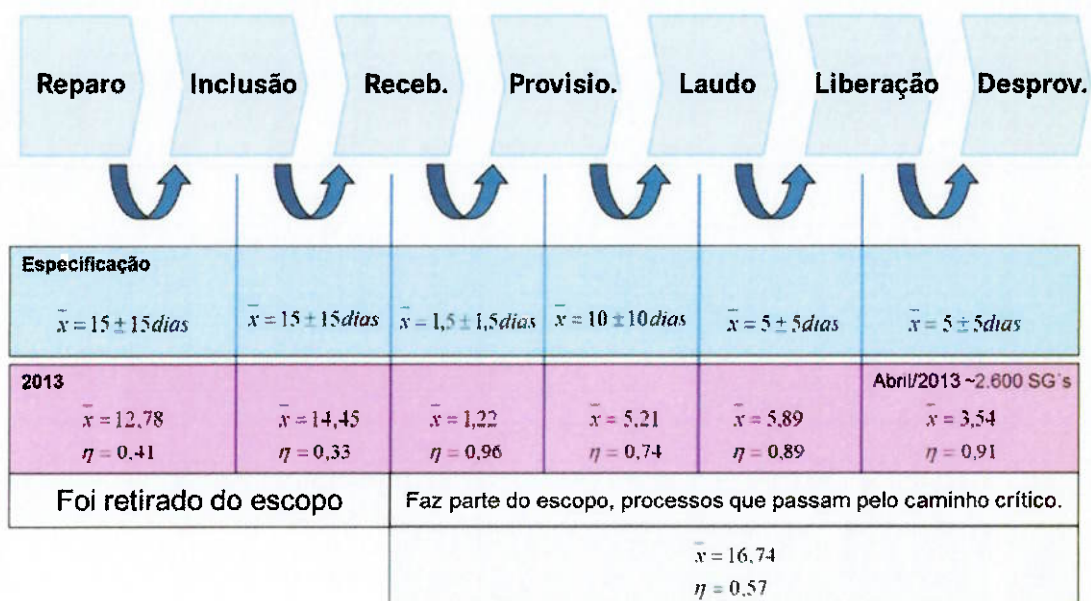 Reparo Inclusão Receb. Provisio. Laudo Liberação Desprov.
Especificação
x̄ = 15 ± 15dias x̄ = 15 ± 15dias x̄ = 1,5 ± 1,5dias x̄ = 10 ± 10dias x̄ = 5 ± 5dias x̄ = 5 ± 5dias
2013 Abril/2013 ~2.600 SG´s
x̄ = 12,78 x̄ = 14,45 x̄ = 1,22 x̄ = 5,21 x̄ = 5,89 x̄ = 3,54
η = 0,41 η = 0,33 η = 0,96 η = 0,74 η = 0,89 η = 0,91
Foi retirado do escopo Faz parte do escopo, processos que passam pelo caminho crítico.
x̄ = 16,74
η = 0,57